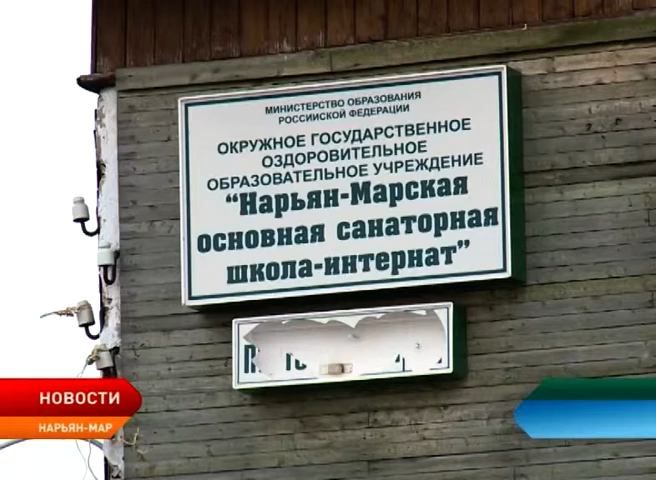 МИНИСТЕРСТВО ОБРАЗОВАНИЯ
РОССИЙСКОЙ ФЕДЕРАЦИИ
ОКРУЖНОЕ ГОСУДАРСТВЕННОЕ
ОЗДОРОВИТЕЛЬНОЕ
ОБРАЗОВАТЕЛЬНОЕ УЧРЕЖДЕНИЕ
“Нарьян-Марская
основная санаторная
школа-интернат”
НОВОСТИ
НАРЬЯН-МАР